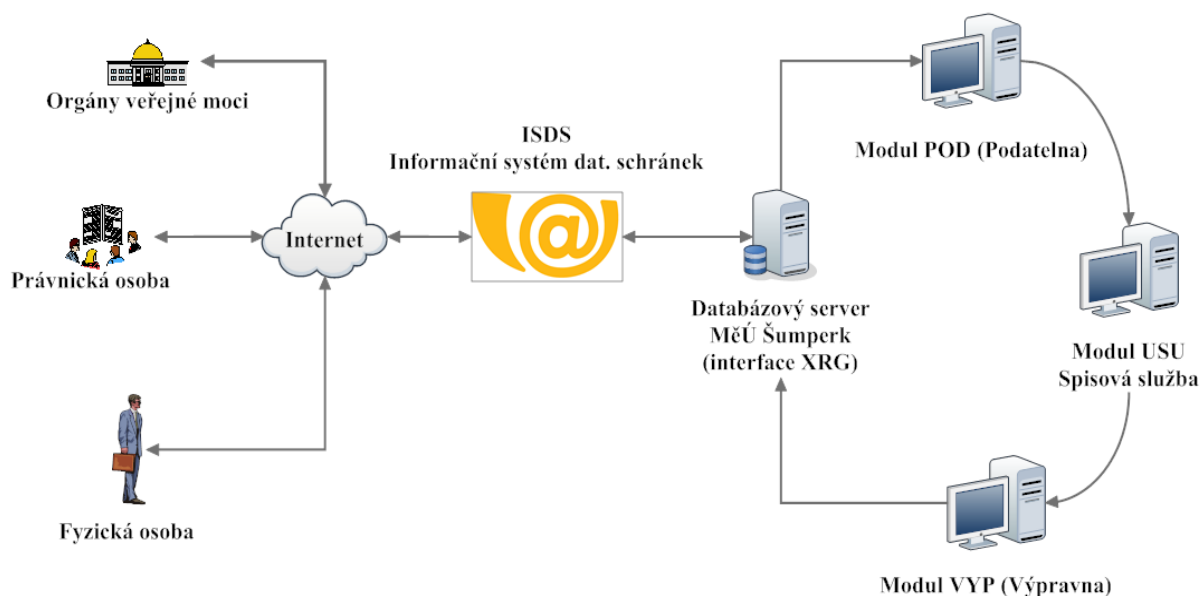 Orgány veřejné moci
Právnická osoba
Fyzická osoba
Internet
ISDS
Informační systém dat. schránek
@
Databázový server
MěÚ Šumperk
(interface XRG)
Modul POD (Podatelna)
Modul USU
Spisová služba
Modul VYP (Výpravna)